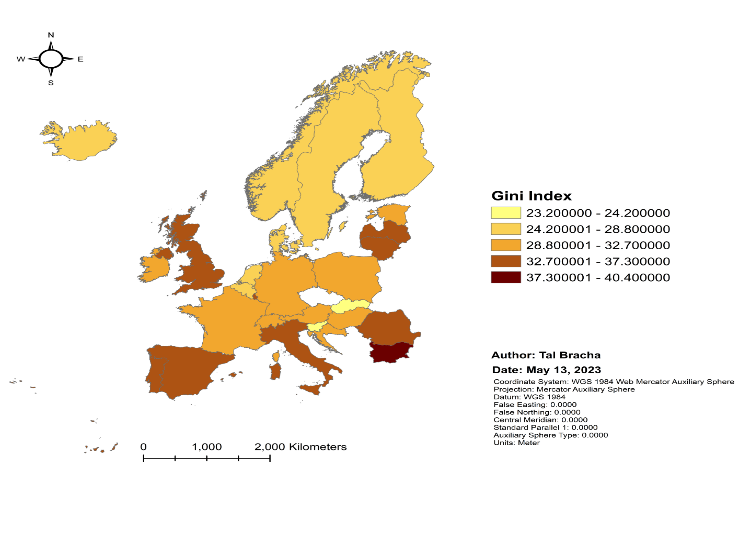 N
W E
S
Gini Index
23.200000 - 24.200000
24.200001 - 28.800000
28.800001 - 32.700000
32.700001 - 37.300000
37.300001 - 40.400000
Author: Tal Bracha
Date: May 13, 2023
Coordinate System: WGS 1984 Web Mercator Auxiliary Sphere
Projection: Mercator Auxiliary Sphere
Datum: WGS 1984
False Easting: 0.0000
False Northing: 0.0000
Central Meridian: 0.0000
Standard Parallel 1: 0.0000
Auxiliary Sphere Type: 0.0000
Units: Meter
0 1,000 2,000 Kilometers